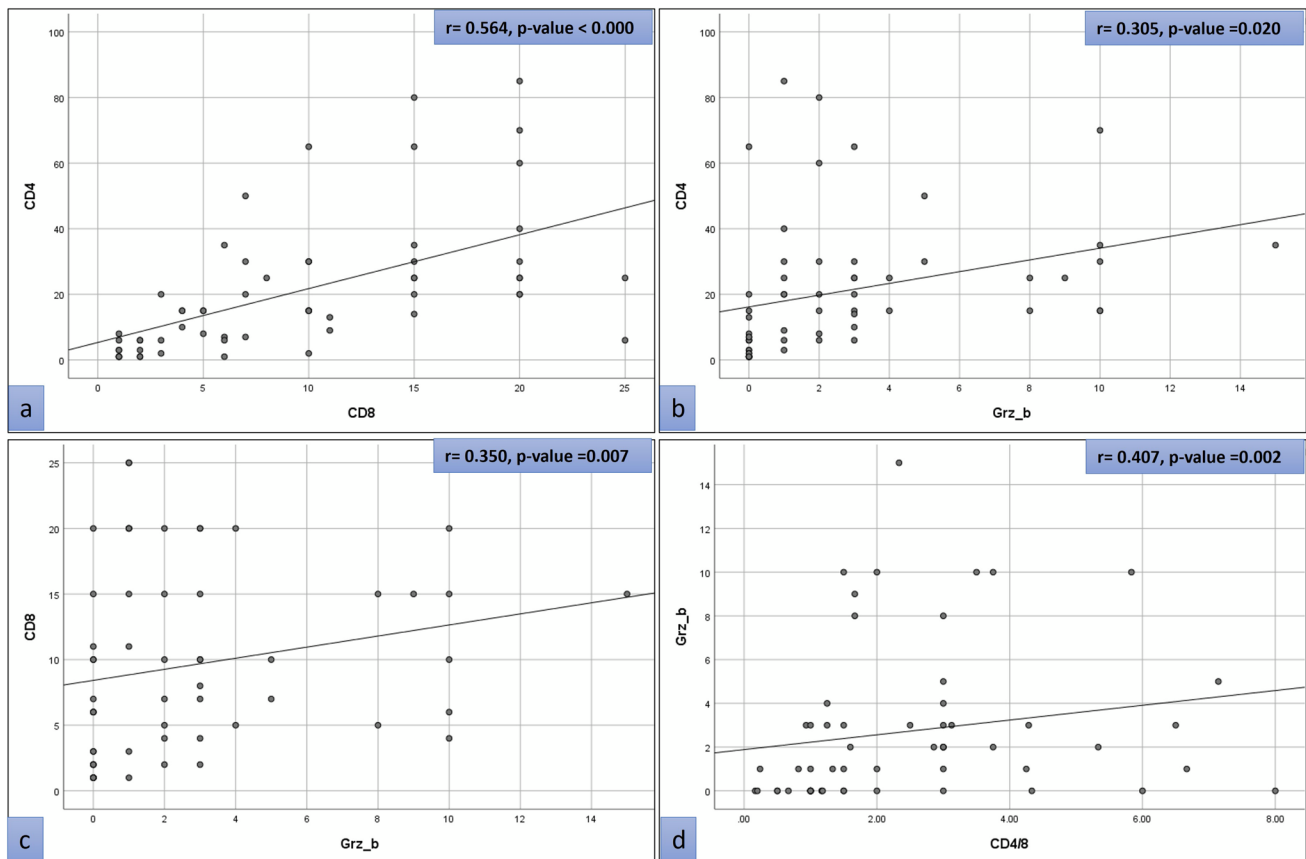 r= 0.564, p-value < 0.000
100
80
60
40
20
0
CD4
0 5 10 15 20 25
CD8
a
r= 0.305, p-value =0.020
100
80
60
40
20
0
CD4
0 2 4 6 8 10 12 14
Grz_b
b
r= 0.350, p-value =0.007
25
20
15
10
5
0
CD8
0 2 4 6 8 10 12 14
Grz_b
c
r= 0.407, p-value =0.002
14
12
10
8
6
4
2
0
Grz_b
.00 2.00 4.00 6.00 8.00
CD4/8
d